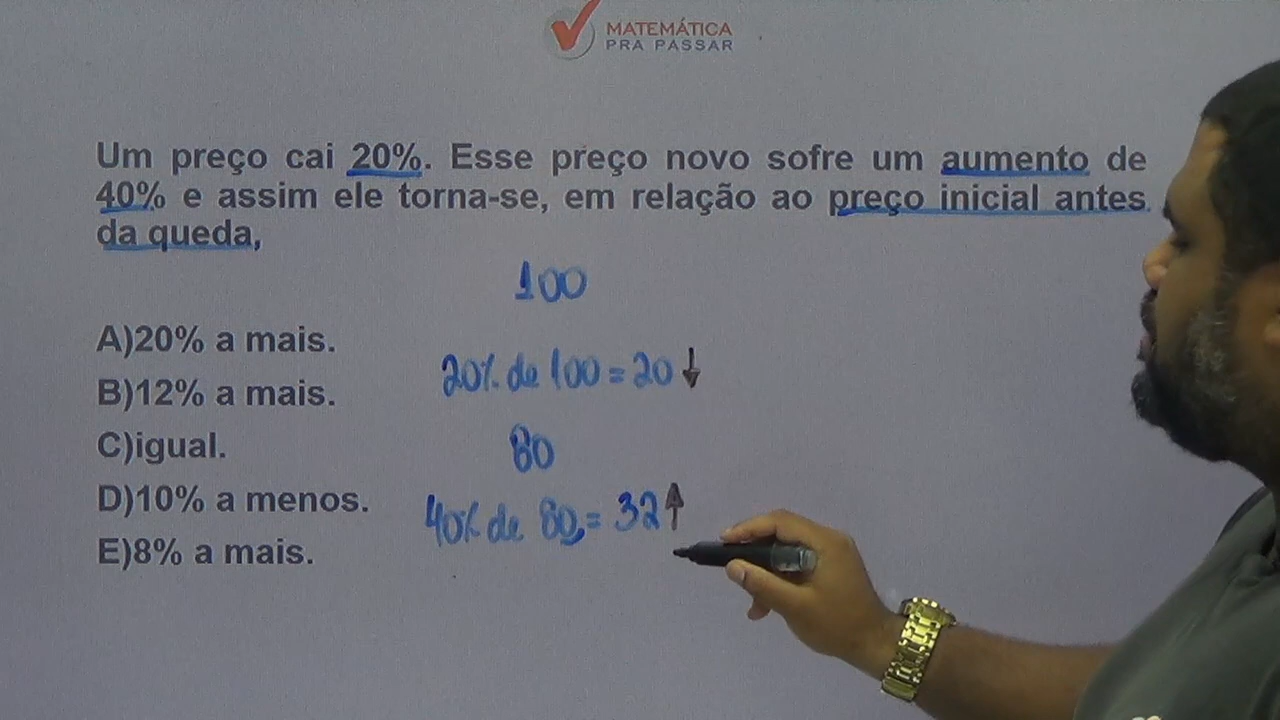 MATEMÁTICA
PRA PASSAR
Um preço cai 20%. Esse preço novo sofre um aumento de
40% e assim ele torna-se, em relação ao preço inicial antes
da queda,
100
A)20% a mais.
20% de 100 = 20 ↓
B)12% a mais.
C)igual.
80
D)10% a menos.
40% de 80 = 32 ↑
E)8% a mais.